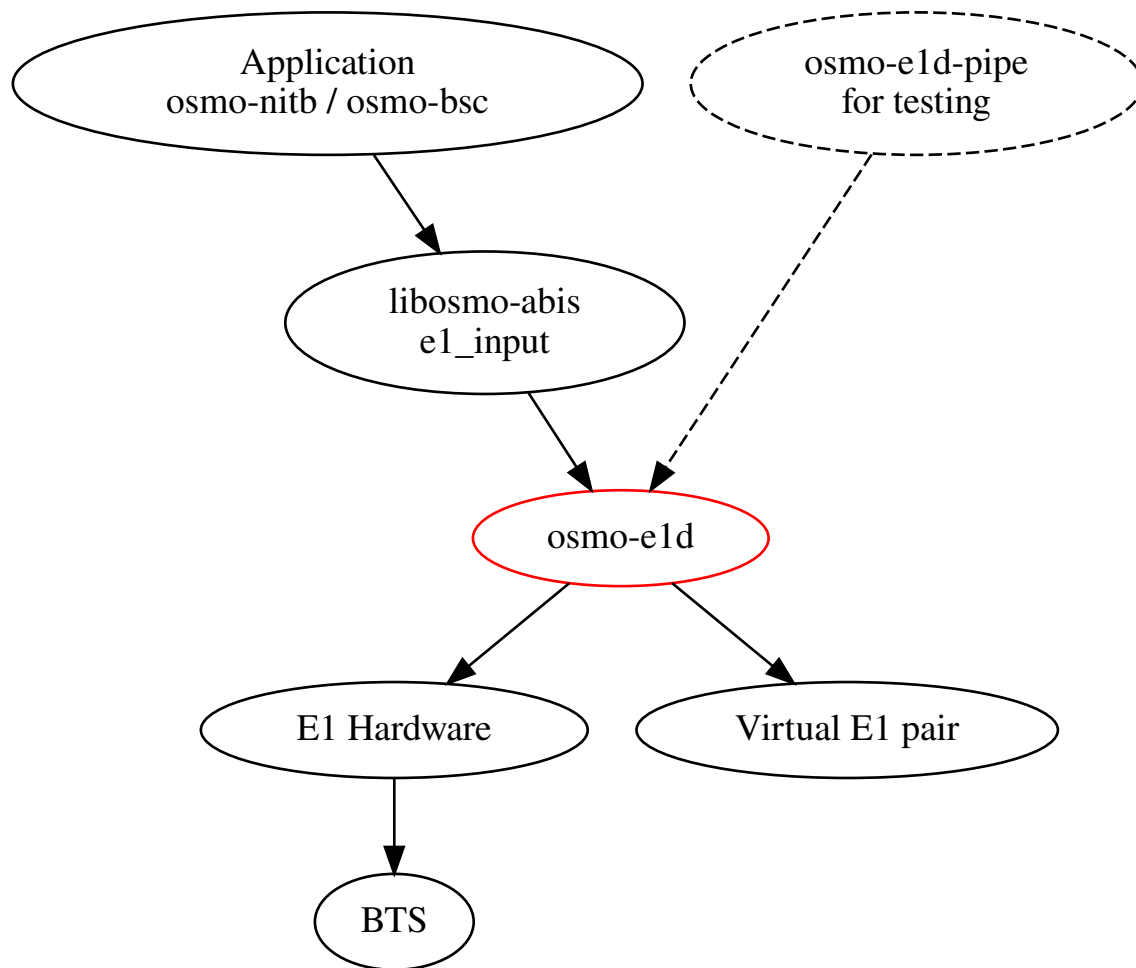 Application
osmo-nitb / osmo-bsc
osmo-e1d-pipe
for testing
libosmo-abis
e1_input
osmo-e1d
E1 Hardware
Virtual E1 pair
BTS